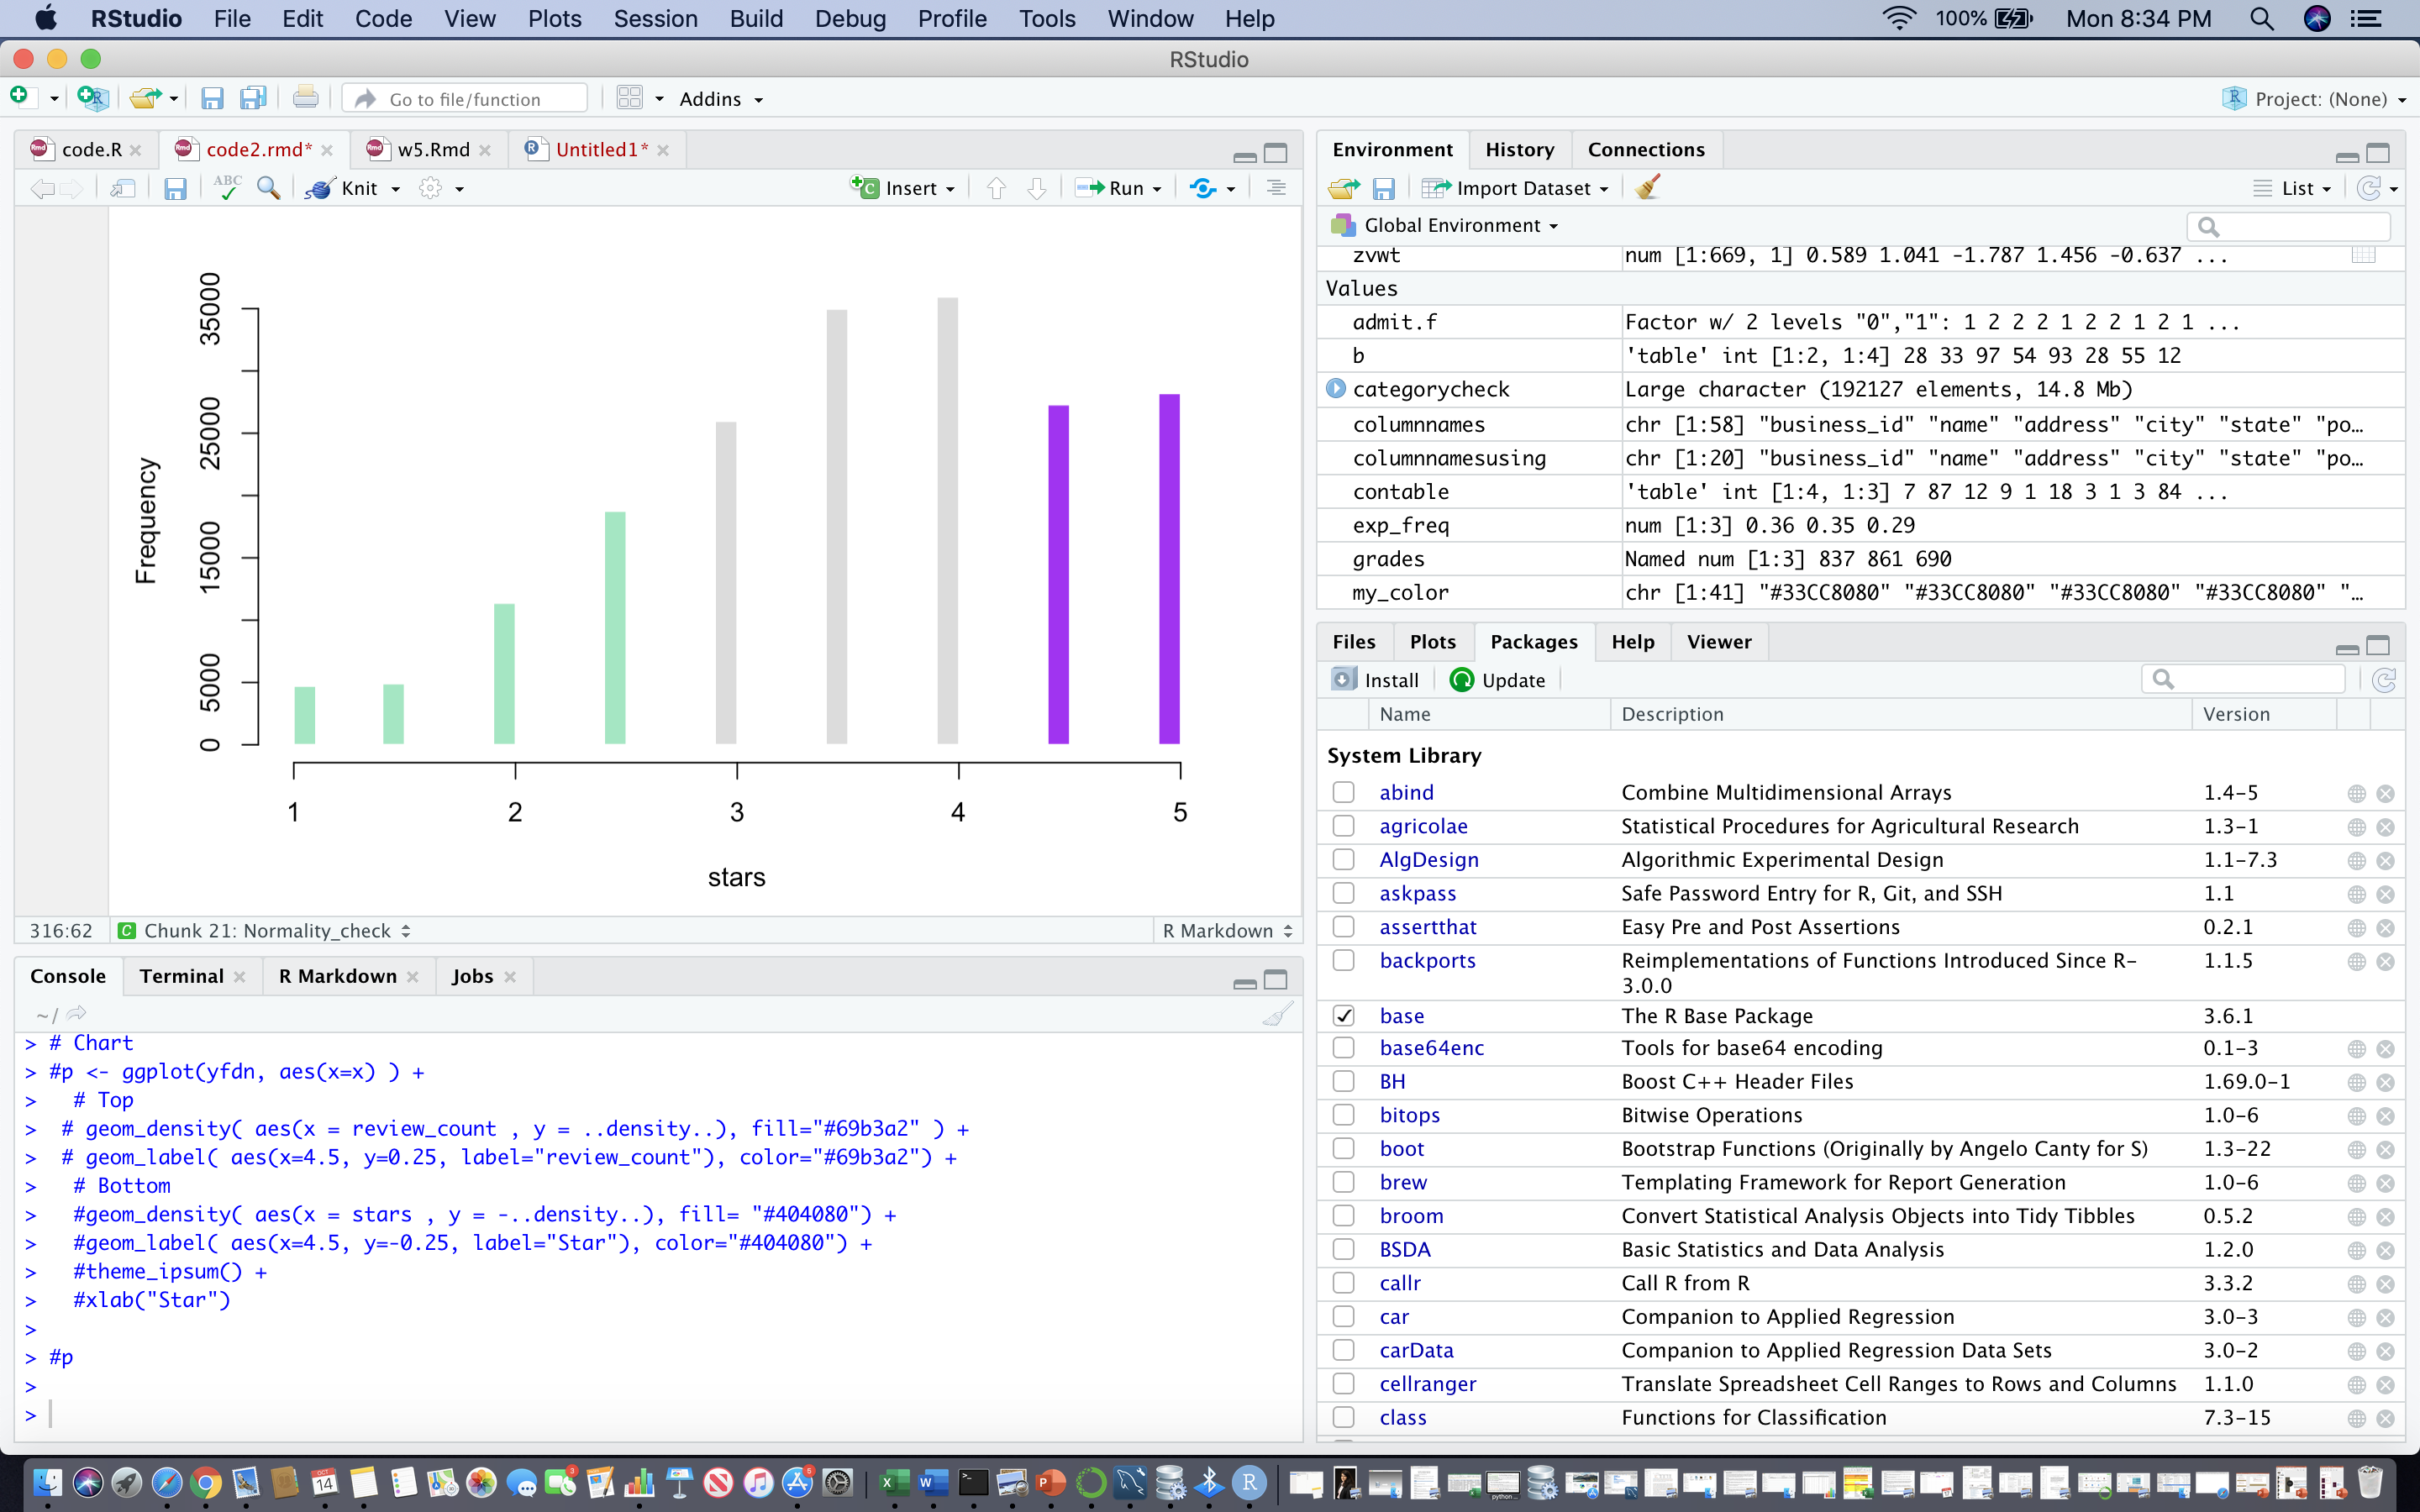 RStudio File Edit Code View Plots Session Build Debug Profile Tools Window Help 100% Mon 8:34 PM
RStudio
Go to file/function Addins Project: (None)
code.R code2.rmd* w5.Rmd Untitled1*
ABC Knit Insert Run
35000
25000
15000
5000
0
Frequency
1 2 3 4 5
stars
316:62 Chunk 21: Normality_check R Markdown
Console Terminal R Markdown Jobs
~/
> # Chart
> #p <- ggplot(yfdn, aes(x=x) ) +
>   # Top
>  # geom_density( aes(x = review_count , y = ..density..), fill="#69b3a2" ) +
>  # geom_label( aes(x=4.5, y=0.25, label="review_count"), color="#69b3a2") +
>   # Bottom
>   #geom_density( aes(x = stars , y = -..density..), fill= "#404080") +
>   #geom_label( aes(x=4.5, y=-0.25, label="Star"), color="#404080") +
>   #theme_ipsum() +
>   #xlab("Star")
>
> #p
>
>
Environment History Connections
Import Dataset List
Global Environment
zvwt num [1:669, 1] 0.589 1.041 -1.787 1.456 -0.637 ...
Values
admit.f Factor w/ 2 levels "0","1": 1 2 2 2 1 2 2 1 2 1 ...
b 'table' int [1:2, 1:4] 28 33 97 54 93 28 55 12
categorycheck Large character (192127 elements, 14.8 Mb)
columnnames chr [1:58] "business_id" "name" "address" "city" "state" "po…
columnnamesusing chr [1:20] "business_id" "name" "address" "city" "state" "po…
contable 'table' int [1:4, 1:3] 7 87 12 9 1 18 3 1 3 84 ...
exp_freq num [1:3] 0.36 0.35 0.29
grades Named num [1:3] 837 861 690
my_color chr [1:41] "#33CC8080" "#33CC8080" "#33CC8080" "#33CC8080" "…
Files Plots Packages Help Viewer
Install Update
Name Description Version
System Library
abind Combine Multidimensional Arrays 1.4-5
agricolae Statistical Procedures for Agricultural Research 1.3-1
AlgDesign Algorithmic Experimental Design 1.1-7.3
askpass Safe Password Entry for R, Git, and SSH 1.1
assertthat Easy Pre and Post Assertions 0.2.1
backports Reimplementations of Functions Introduced Since R- 1.1.5
3.0.0
base The R Base Package 3.6.1
base64enc Tools for base64 encoding 0.1-3
BH Boost C++ Header Files 1.69.0-1
bitops Bitwise Operations 1.0-6
boot Bootstrap Functions (Originally by Angelo Canty for S) 1.3-22
brew Templating Framework for Report Generation 1.0-6
broom Convert Statistical Analysis Objects into Tidy Tibbles 0.5.2
BSDA Basic Statistics and Data Analysis 1.2.0
callr Call R from R 3.3.2
car Companion to Applied Regression 3.0-3
carData Companion to Applied Regression Data Sets 3.0-2
cellranger Translate Spreadsheet Cell Ranges to Rows and Columns 1.1.0
class Functions for Classification 7.3-15
OCT
14